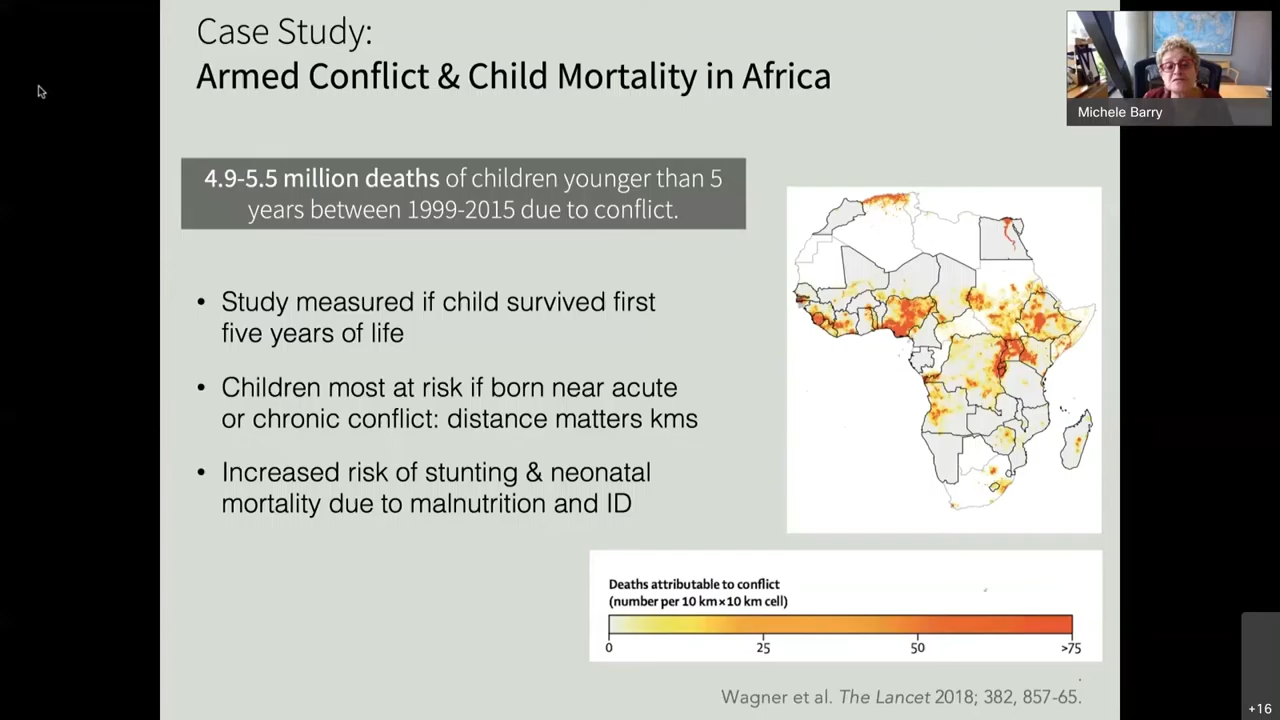 Case Study:
Armed Conflict & Child Mortality in Africa
Michele Barry
4.9-5.5 million deaths of children younger than 5
years between 1999-2015 due to conflict.
• Study measured if child survived first
five years of life
• Children most at risk if born near acute
or chronic conflict: distance matters kms
• Increased risk of stunting & neonatal
mortality due to malnutrition and ID
Deaths attributable to conflict
(number per 10 km×10 km cell)
0 25 50 >75
Wagner et al. The Lancet 2018; 382, 857-65.
+16